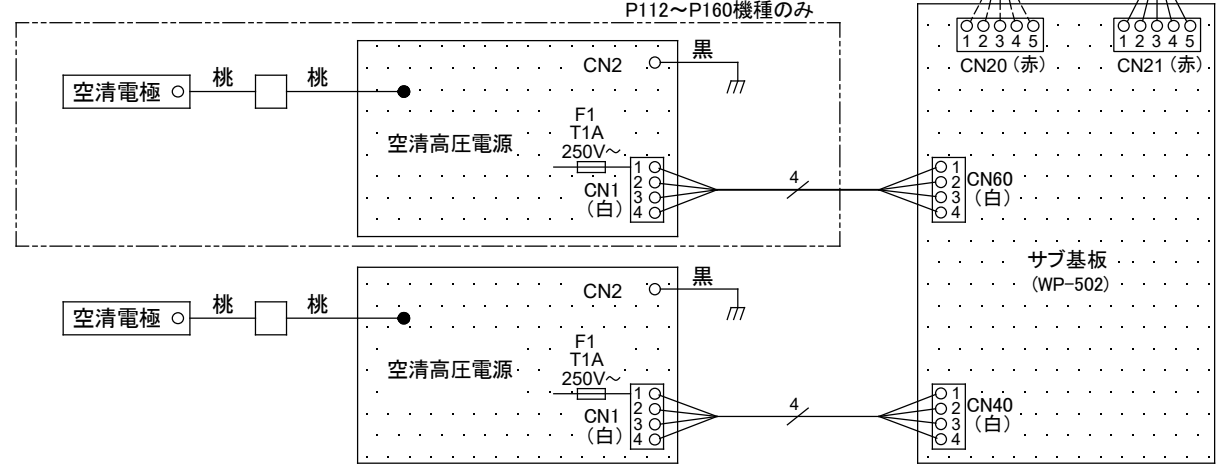 P112～P160機種のみ
1 2 3 4 5
CN20（赤）
1 2 3 4 5
CN21（赤）
空清電極
桃
桃
CN2
黒
空清高圧電源
F1
T1A
250V～
CN1
（白）
1
2
3
4
4
1
2
3
4
CN60
（白）
サブ基板
(WP-502)
空清電極
桃
桃
CN2
黒
空清高圧電源
F1
T1A
250V～
CN1
（白）
1
2
3
4
4
1
2
3
4
CN40
（白）